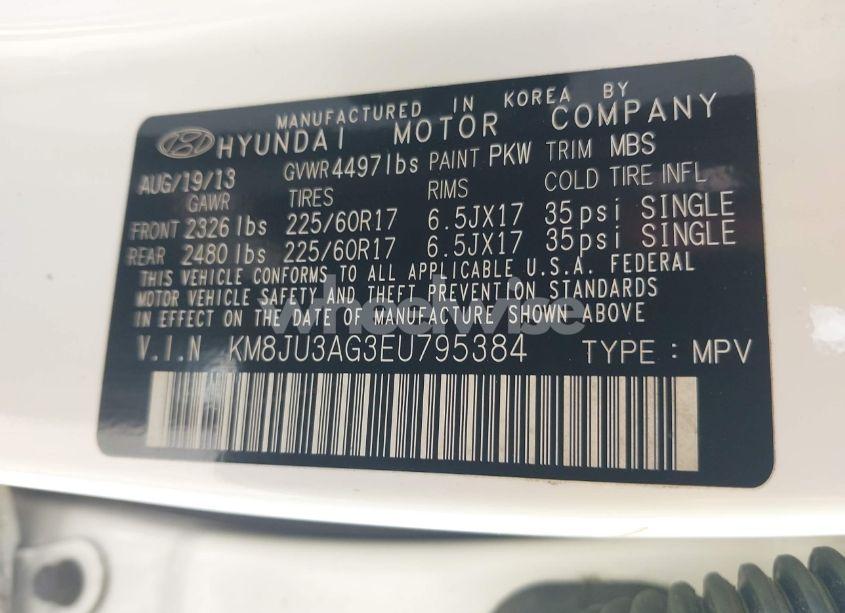 MANUFACTURED IN KOREA BY
HYUNDAI MOTOR COMPANY
AUG/19/13 GVWR 4497lbs PAINT PKW TRIM MBS
GAWR TIRES RIMS COLD TIRE INFL
FRONT 2326 lbs 225/60R17 6.5JX17 35psi SINGLE
REAR 2480 lbs 225/60R17 6.5JX17 35psi SINGLE
THIS VEHICLE CONFORMS TO ALL APPLICABLE U.S.A. FEDERAL
MOTOR VEHICLE SAFETY AND THEFT PREVENTION STANDARDS
IN EFFECT ON THE DATE OF MANUFACTURE SHOWN ABOVE
wheelwise
V.I.N KM8JU3AG3EU795384 TYPE : MPV